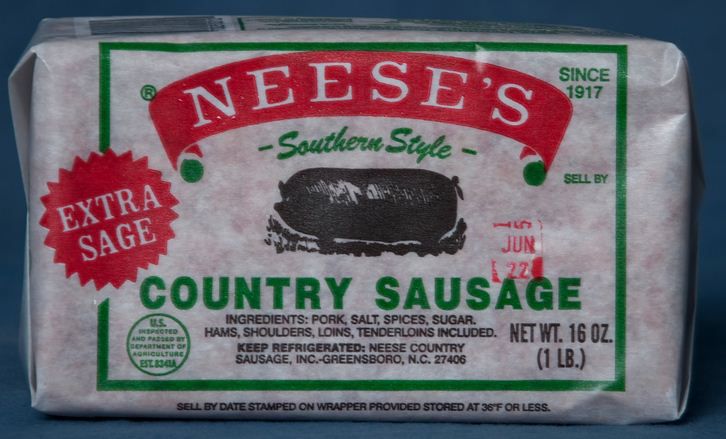 ® NEESE'S
SINCE
1917
- Southern Style -
SELL BY
EXTRA
SAGE
15
JUN
22
COUNTRY SAUSAGE
INGREDIENTS: PORK, SALT, SPICES, SUGAR.
HAMS, SHOULDERS, LOINS, TENDERLOINS INCLUDED.
KEEP REFRIGERATED: NEESE COUNTRY
SAUSAGE, INC.-GREENSBORO, N.C. 27406
NET WT. 16 OZ.
(1 LB.)
U.S.
INSPECTED
AND PASSED BY
DEPARTMENT OF
AGRICULTURE
EST. 8341A
SELL BY DATE STAMPED ON WRAPPER PROVIDED STORED AT 36°F OR LESS.